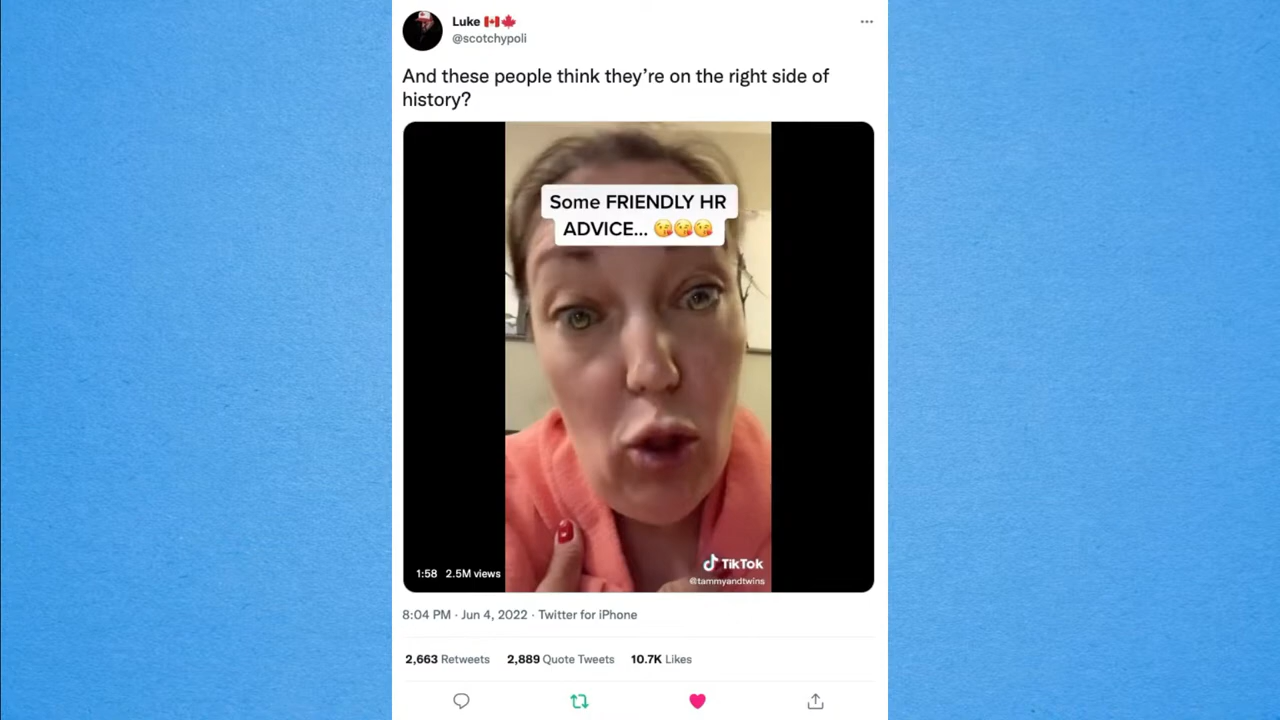 Luke 🇨🇦🍁
@scotchypoli
And these people think they’re on the right side of
history?
Some FRIENDLY HR
ADVICE... 😘😘😘
TikTok
@tammyandtwins
1:58 2.5M views
8:04 PM · Jun 4, 2022 · Twitter for iPhone
2,663 Retweets 2,889 Quote Tweets 10.7K Likes